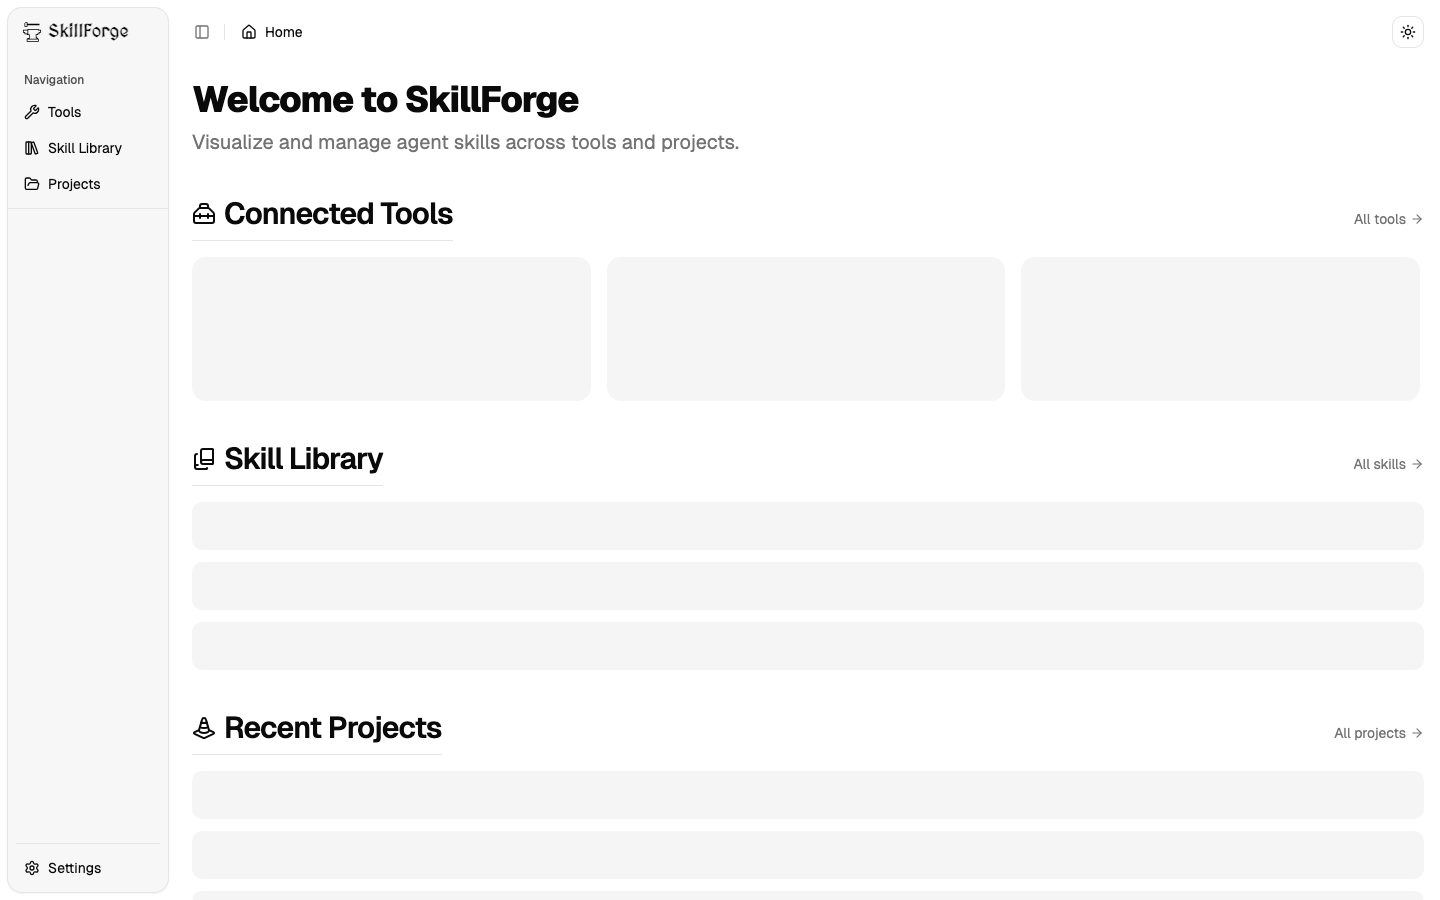 SkillForge
Navigation
Tools
Skill Library
Projects
Settings
Home
Welcome to SkillForge
Visualize and manage agent skills across tools and projects.
Connected Tools
All tools →
Skill Library
All skills →
Recent Projects
All projects →